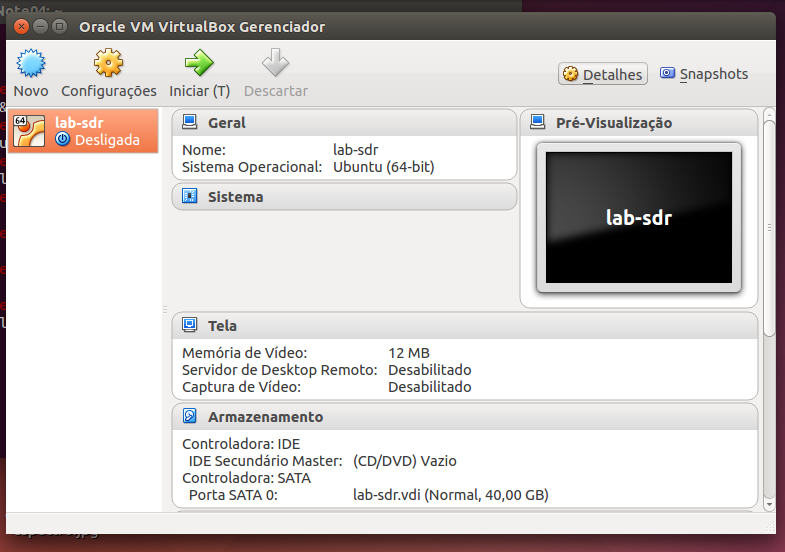 Note04: ~
Oracle VM VirtualBox Gerenciador
Novo
Configurações
Iniciar (T)
Descartar
Detalhes
Snapshots
64
lab-sdr
Desligada
Geral
Nome: lab-sdr
Sistema Operacional: Ubuntu (64-bit)
Sistema
Pré-Visualização
lab-sdr
Tela
Memória de Vídeo: 12 MB
Servidor de Desktop Remoto: Desabilitado
Captura de Vídeo: Desabilitado
Armazenamento
Controladora: IDE
IDE Secundário Master: (CD/DVD) Vazio
Controladora: SATA
Porta SATA 0: lab-sdr.vdi (Normal, 40,00 GB)